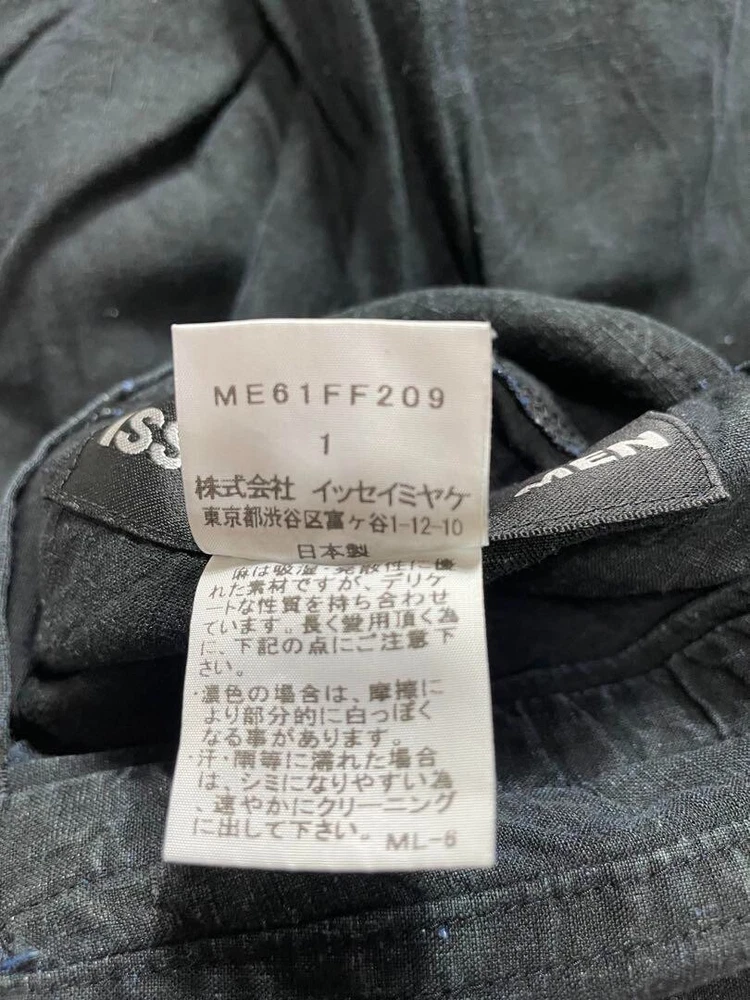 ME61FF209
1
ISS
MEN
株式会社 イッセイミヤケ
東京都渋谷区富ヶ谷1-12-10
日本製
麻は吸湿・発散性に優
れた素材ですが、デリケ
ートな性質を持ち合わせ
ています。長く愛用頂く為
に、下記の点にご注意下
さい。
・濃色の場合は、摩擦に
より部分的に白っぽく
なる事があります。
・汗・雨等に濡れた場合
は、シミになりやすい為
、速やかにクリーニング
に出して下さい。
ML-6